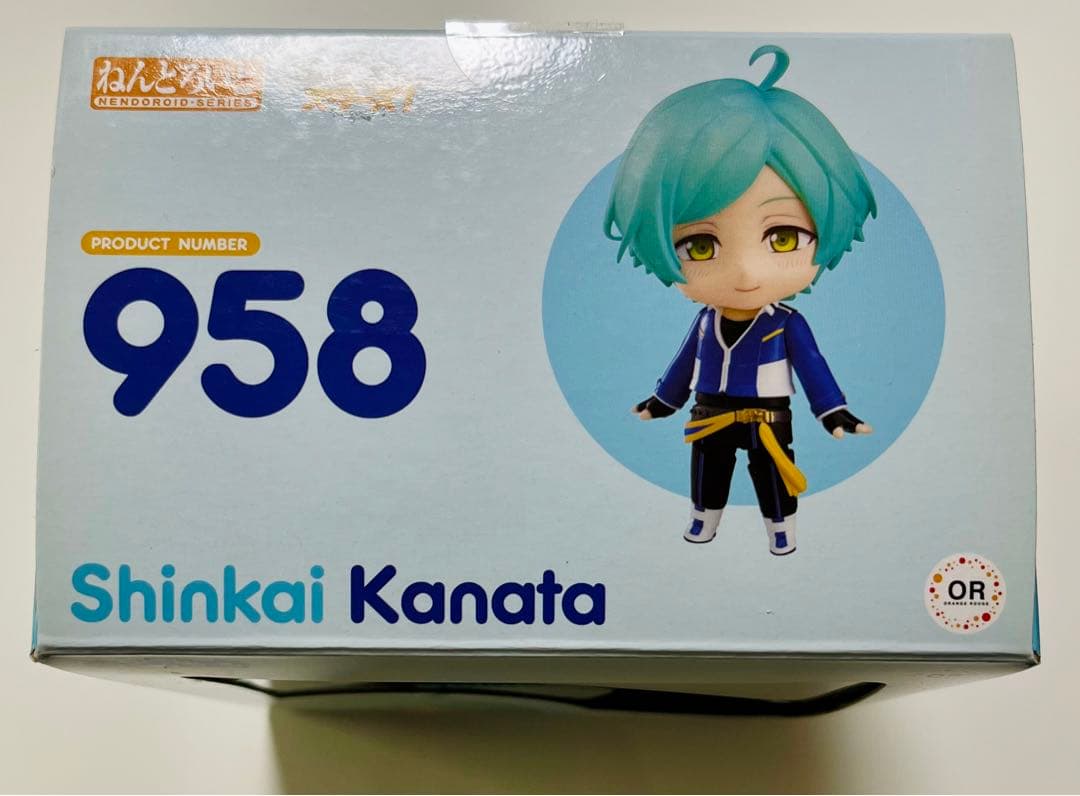 ねんどろいど
NENDOROID·SERIES
PRODUCT NUMBER
958
Shinkai Kanata
OR
ORANGE ROUGE